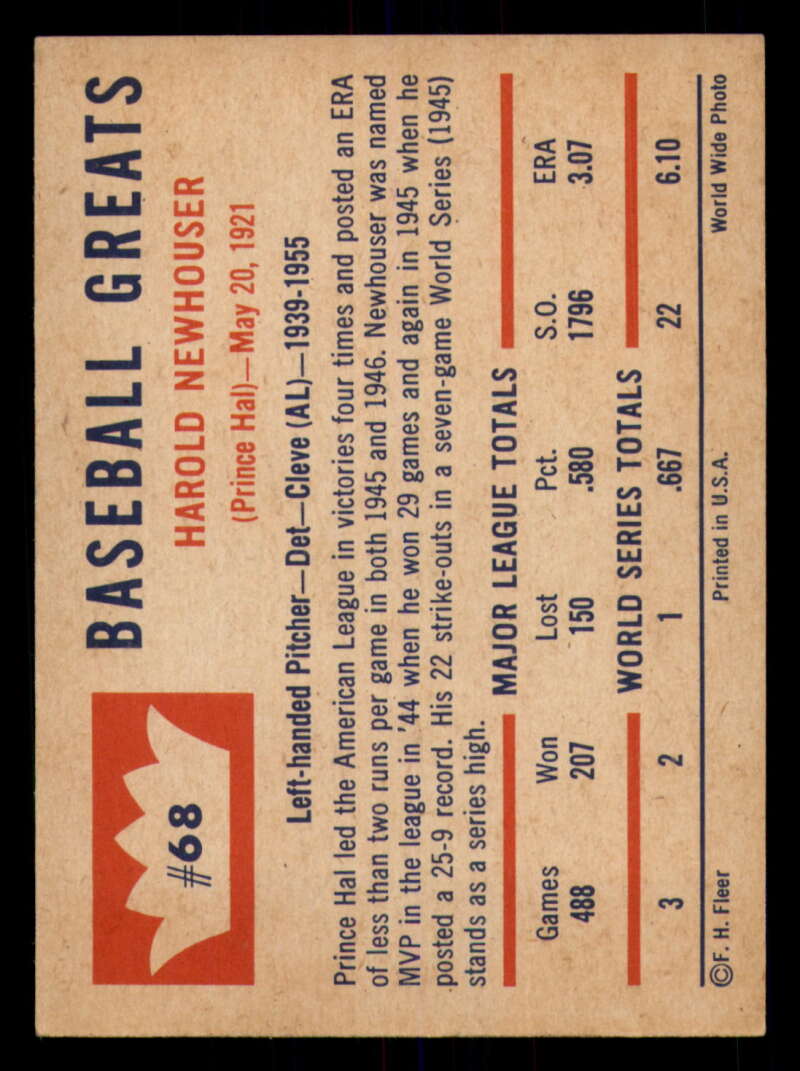 #68
BASEBALL GREATS
HAROLD NEWHOUSER
(Prince Hal)—May 20, 1921
Left-handed Pitcher—Det—Cleve (AL)—1939-1955
Prince Hal led the American League in victories four times and posted an ERA
of less than two runs per game in both 1945 and 1946. Newhouser was named
MVP in the league in '44 when he won 29 games and again in 1945 when he
posted a 25-9 record. His 22 strike-outs in a seven-game World Series (1945)
stands as a series high.
MAJOR LEAGUE TOTALS
Games Won Lost Pct. S.O. ERA
488 207 150 .580 1796 3.07
WORLD SERIES TOTALS
3 2 1 .667 22 6.10
©F. H. Fleer Printed in U.S.A. World Wide Photo